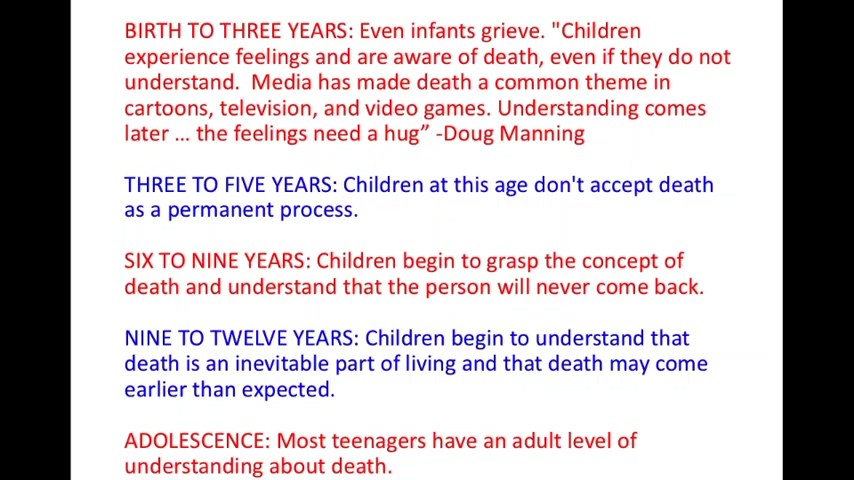 BIRTH TO THREE YEARS: Even infants grieve. "Children
experience feelings and are aware of death, even if they do not
understand.  Media has made death a common theme in
cartoons, television, and video games. Understanding comes
later ... the feelings need a hug” -Doug Manning
THREE TO FIVE YEARS: Children at this age don't accept death
as a permanent process.
SIX TO NINE YEARS: Children begin to grasp the concept of
death and understand that the person will never come back.
NINE TO TWELVE YEARS: Children begin to understand that
death is an inevitable part of living and that death may come
earlier than expected.
ADOLESCENCE: Most teenagers have an adult level of
understanding about death.